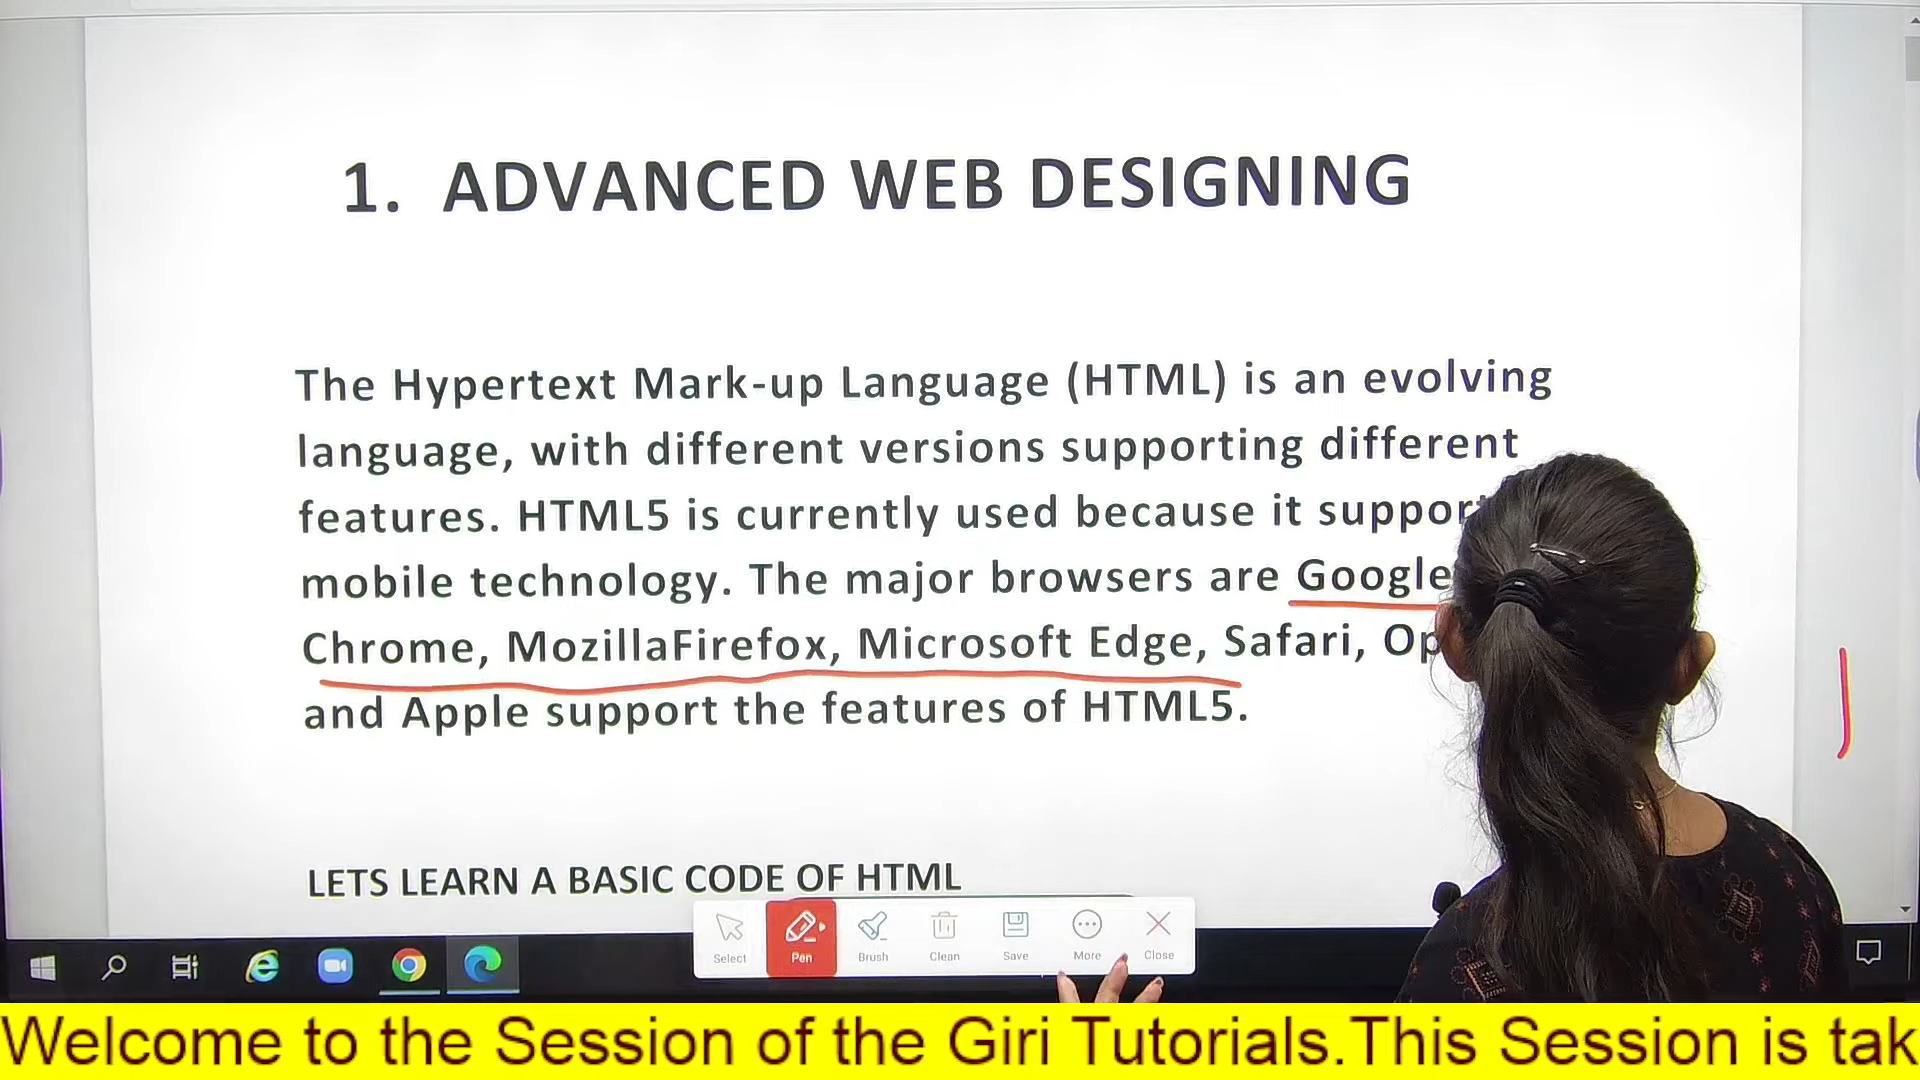 1. ADVANCED WEB DESIGNING
The Hypertext Mark-up Language (HTML) is an evolving
language, with different versions supporting different
features. HTML5 is currently used because it
mobile technology. The major browsers are Google
Chrome, MozillaFirefox, Microsoft Edge, Safari,
and Apple support the features of HTML5.
LETS LEARN A BASIC CODE OF HTML
Select Pen Brush Clean Save More Close
Welcome to the Session of the Giri Tutorials.This Session is